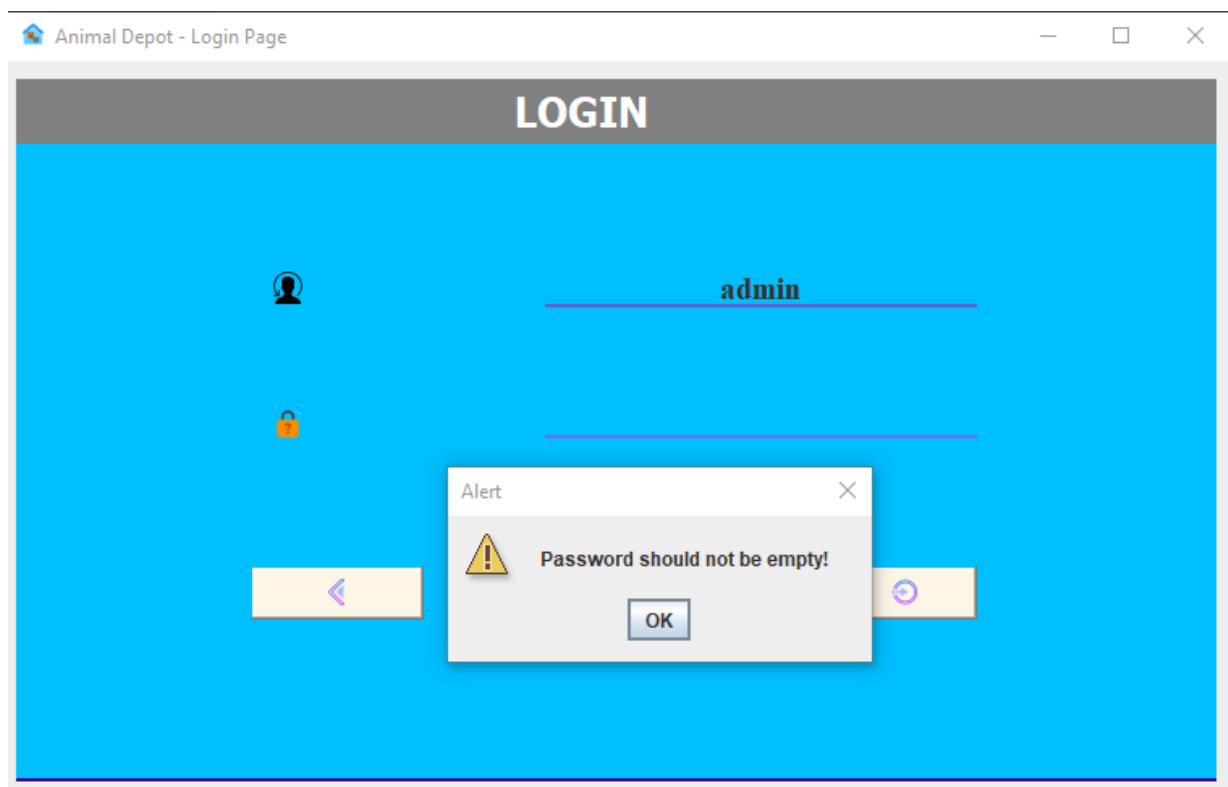 Animal Depot - Login Page
LOGIN
admin
?
Alert
Password should not be empty!
OK